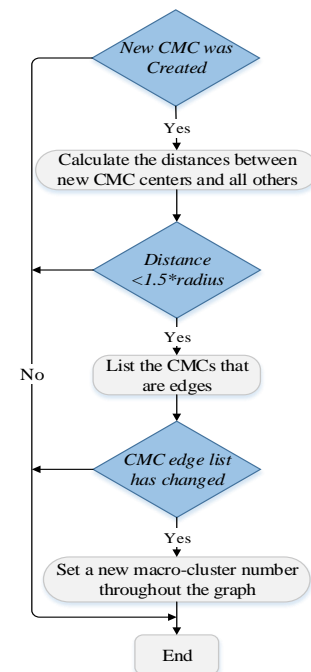 New CMC was
Created
Yes
Calculate the distances between
new CMC centers and all others
Distance
<1.5*radius
Yes
List the CMCs that
are edges
No
CMC edge list
has changed
Yes
Set a new macro-cluster number
throughout the graph
End